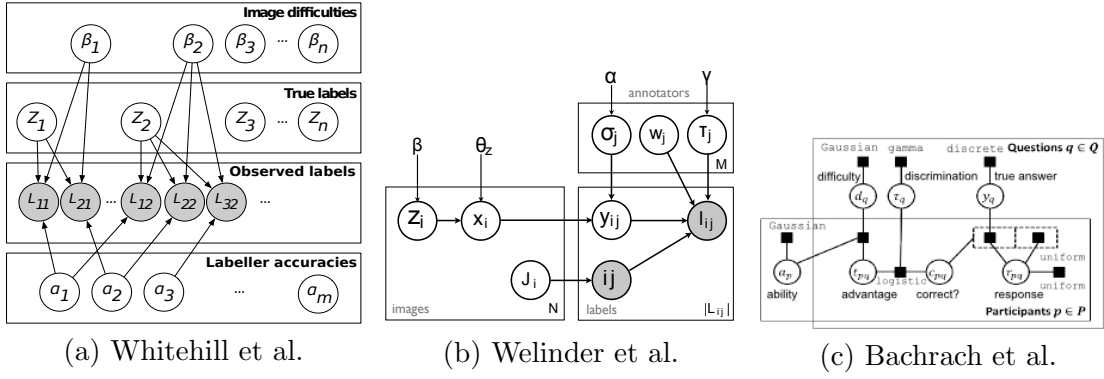 Image difficulties
β1 β2 β3 ... βn
True labels
Z1 Z2 Z3 ... Zn
Observed labels
L11 L21 ... L12 L22 L32 ...
Labeller accuracies
a1 a2 a3 ... am
(a) Whitehill et al.
α γ
annotators
σj wj τj
M
β θz
Zi xi yij lij
Ji ij
images N labels |Lij|
(b) Welinder et al.
Gaussian gamma discrete Questions q ∈ Q
difficulty discrimination true answer
dq τq yq
Gaussian
ap tpq cpq rpq uniform
logistic uniform
ability advantage correct? response
Participants p ∈ P
(c) Bachrach et al.